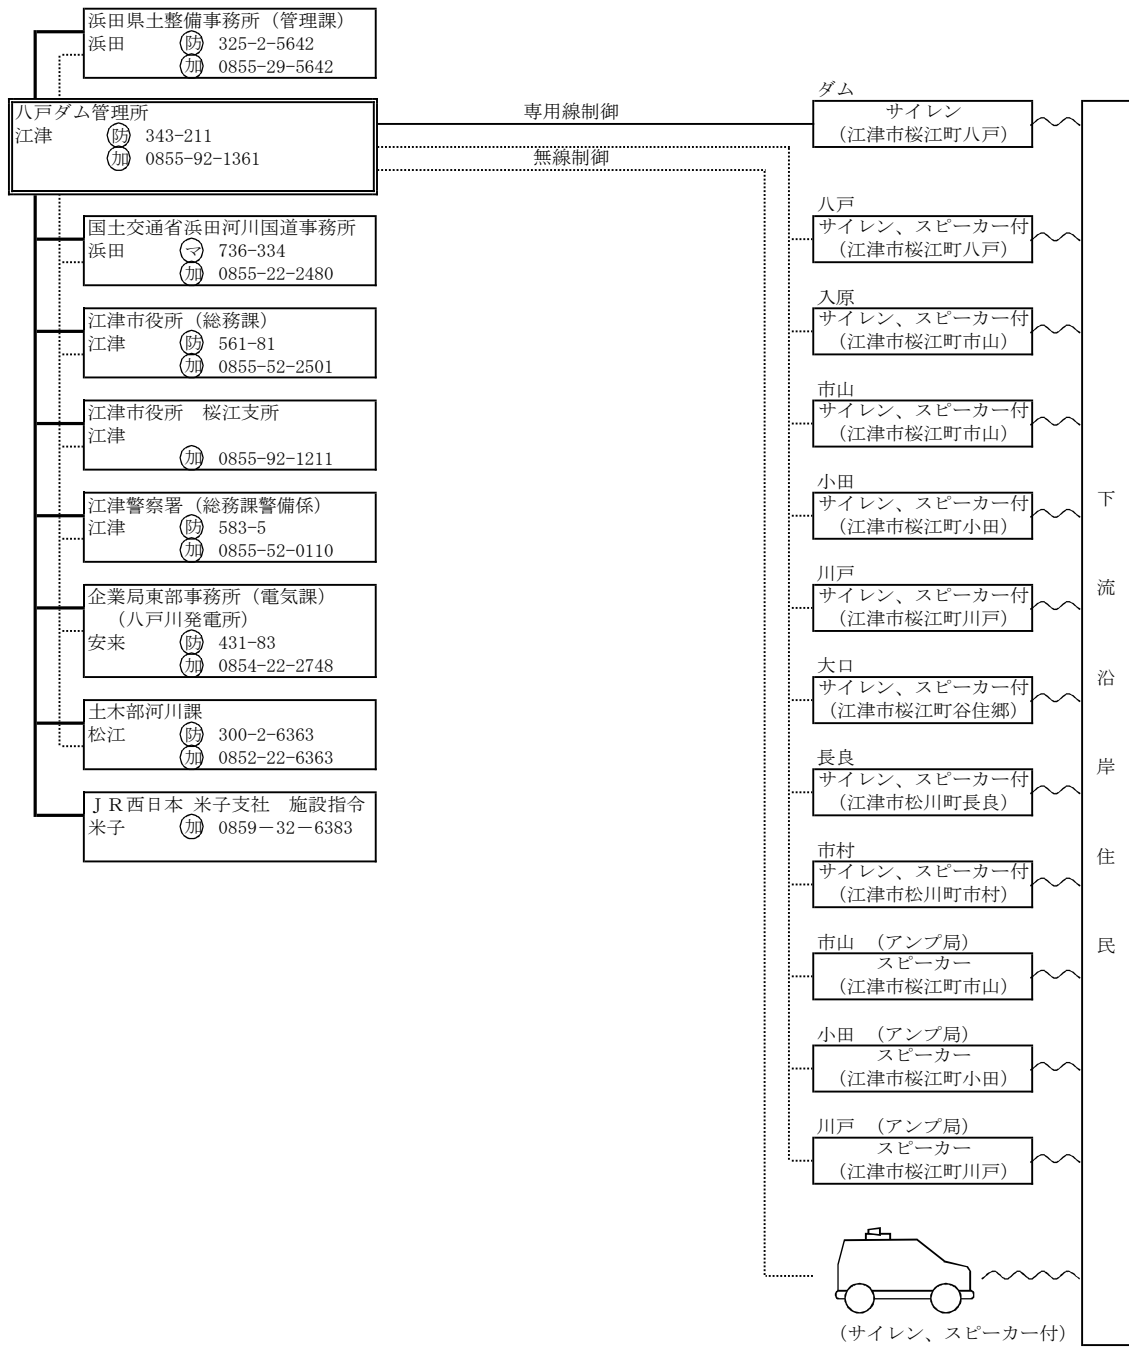 浜田県土整備事務所（管理課）
浜田 防 325-2-5642
加 0855-29-5642
八戸ダム管理所
江津 防 343-211
加 0855-92-1361
国土交通省浜田河川国道事務所
浜田 マ 736-334
加 0855-22-2480
江津市役所（総務課）
江津 防 561-81
加 0855-52-2501
江津市役所　桜江支所
江津
加 0855-92-1211
江津警察署（総務課警備係）
江津 防 583-5
加 0855-52-0110
企業局東部事務所（電気課）
（八戸川発電所）
安来 防 431-83
加 0854-22-2748
土木部河川課
松江 防 300-2-6363
加 0852-22-6363
ＪＲ西日本 米子支社　施設指令
米子 加 0859－32－6383
専用線制御
無線制御
ダム
サイレン
（江津市桜江町八戸）
八戸
サイレン、スピーカー付
（江津市桜江町八戸）
入原
サイレン、スピーカー付
（江津市桜江町市山）
市山
サイレン、スピーカー付
（江津市桜江町市山）
小田
サイレン、スピーカー付
（江津市桜江町小田）
川戸
サイレン、スピーカー付
（江津市桜江町川戸）
大口
サイレン、スピーカー付
（江津市桜江町谷住郷）
長良
サイレン、スピーカー付
（江津市松川町長良）
市村
サイレン、スピーカー付
（江津市松川町市村）
市山　（アンプ局）
スピーカー
（江津市桜江町市山）
小田　（アンプ局）
スピーカー
（江津市桜江町小田）
川戸　（アンプ局）
スピーカー
（江津市桜江町川戸）
（サイレン、スピーカー付）
下流沿岸住民